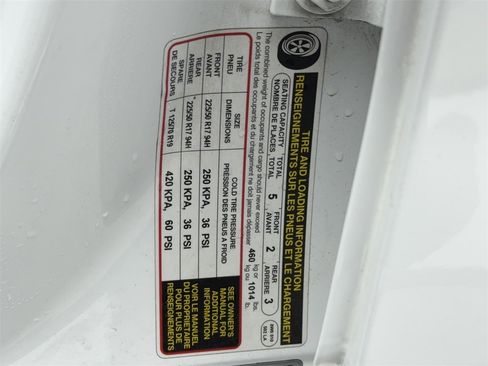 TIRE AND LOADING INFORMATION
RENSEIGNEMENTS SUR LES PNEUS ET LE CHARGEMENT
SEATING CAPACITY TOTAL 5 FRONT 2 REAR 3
NOMBRE DE PLACES TOTAL AVANT ARRIÈRE
The combined weight of occupants and cargo should never exceed 460 kg or 1014 lbs.
Le poids total des occupants et du chargement ne doit jamais dépasser kg ou lb.
TIRE SIZE COLD TIRE PRESSURE
PNEU DIMENSIONS PRESSION DES PNEUS A FROID
FRONT 225/50 R17 94H 250 KPA, 36 PSI
AVANT
REAR 225/50 R17 94H 250 KPA, 36 PSI
ARRIÈRE
SPARE T 125/70 R19 420 KPA, 60 PSI
DE SECOURS
SEE OWNER'S
MANUAL FOR
ADDITIONAL
INFORMATION
VOIR LE MANUEL
DU PROPRIÉTAIRE
POUR PLUS DE
RENSEIGNEMENTS